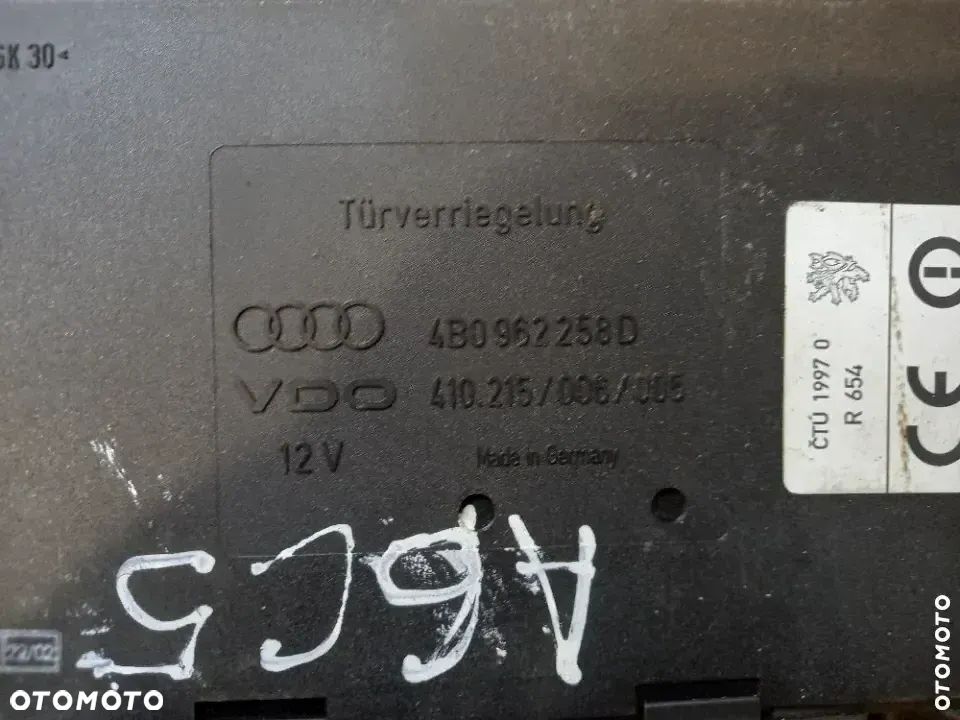 6K 30
Türverriegelung
4B0 962 258 D
VDO 410.215/006/005
12 V
Made in Germany
ČTÚ 1997 0
R 654
CE
A6C5
22/02
OTOMOTO
OTOMOTO